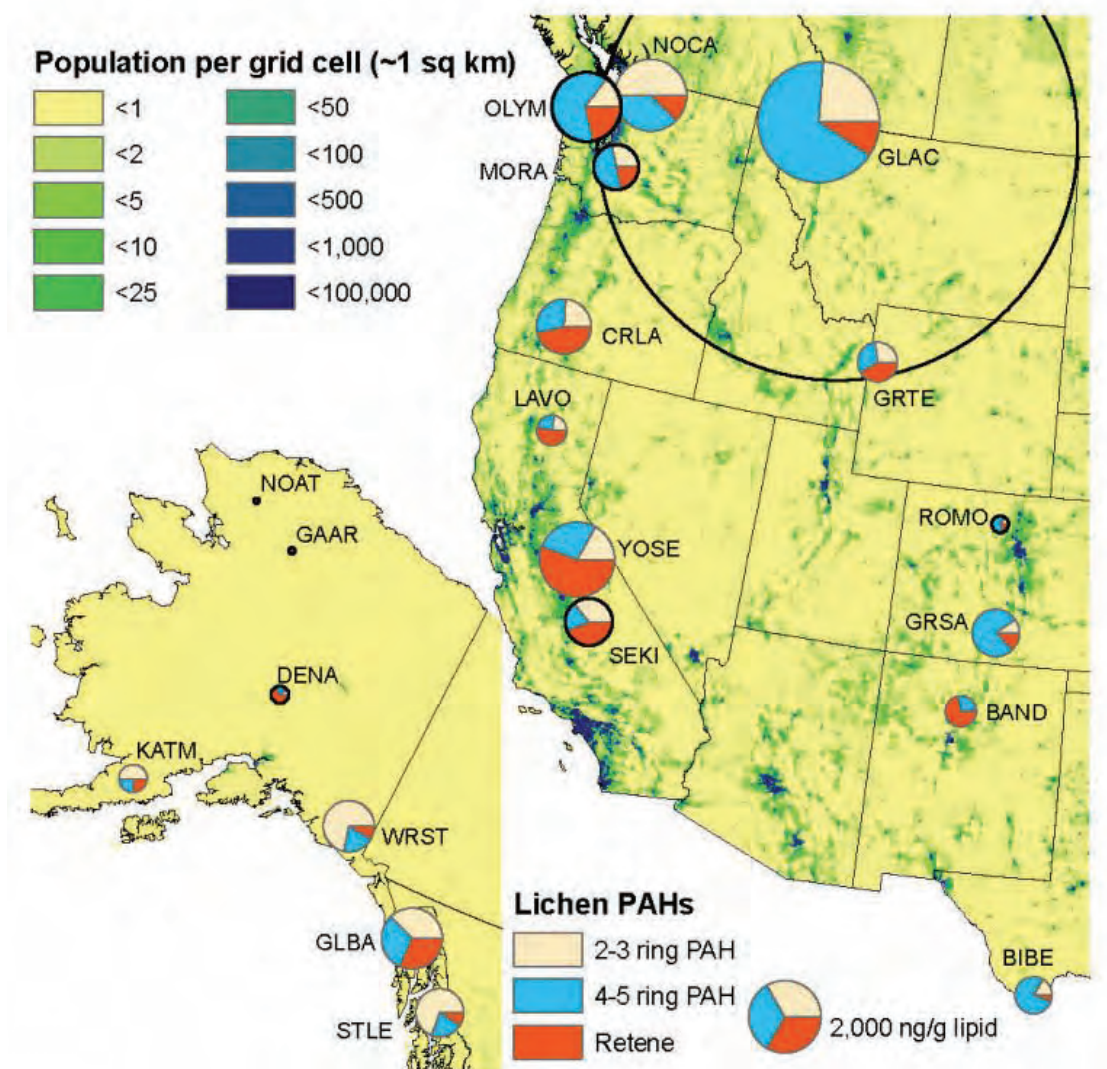 Population per grid cell (~1 sq km)
<1
<2
<5
<10
<25
<50
<100
<500
<1,000
<100,000
NOCA
OLYM
MORA
GLAC
CRLA
GRTE
LAVO
ROMO
YOSE
GRSA
SEKI
BAND
NOAT
GAAR
DENA
KATM
WRST
GLBA
STLE
BIBE
Lichen PAHs
2-3 ring PAH
4-5 ring PAH
Retene
2,000 ng/g lipid